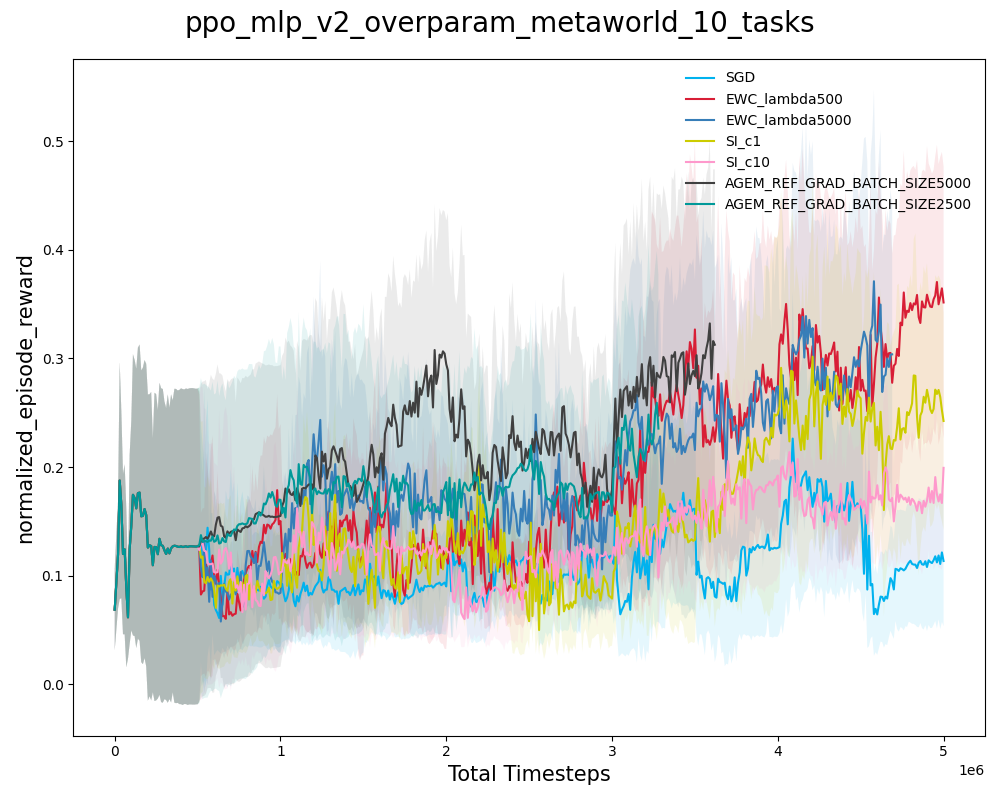 ppo_mlp_v2_overparam_metaworld_10_tasks
SGD
EWC_lambda500
EWC_lambda5000
SI_c1
SI_c10
AGEM_REF_GRAD_BATCH_SIZE5000
AGEM_REF_GRAD_BATCH_SIZE2500
normalized_episode_reward
0.5
0.4
0.3
0.2
0.1
0.0
0 1 2 3 4 5
1e6
Total Timesteps